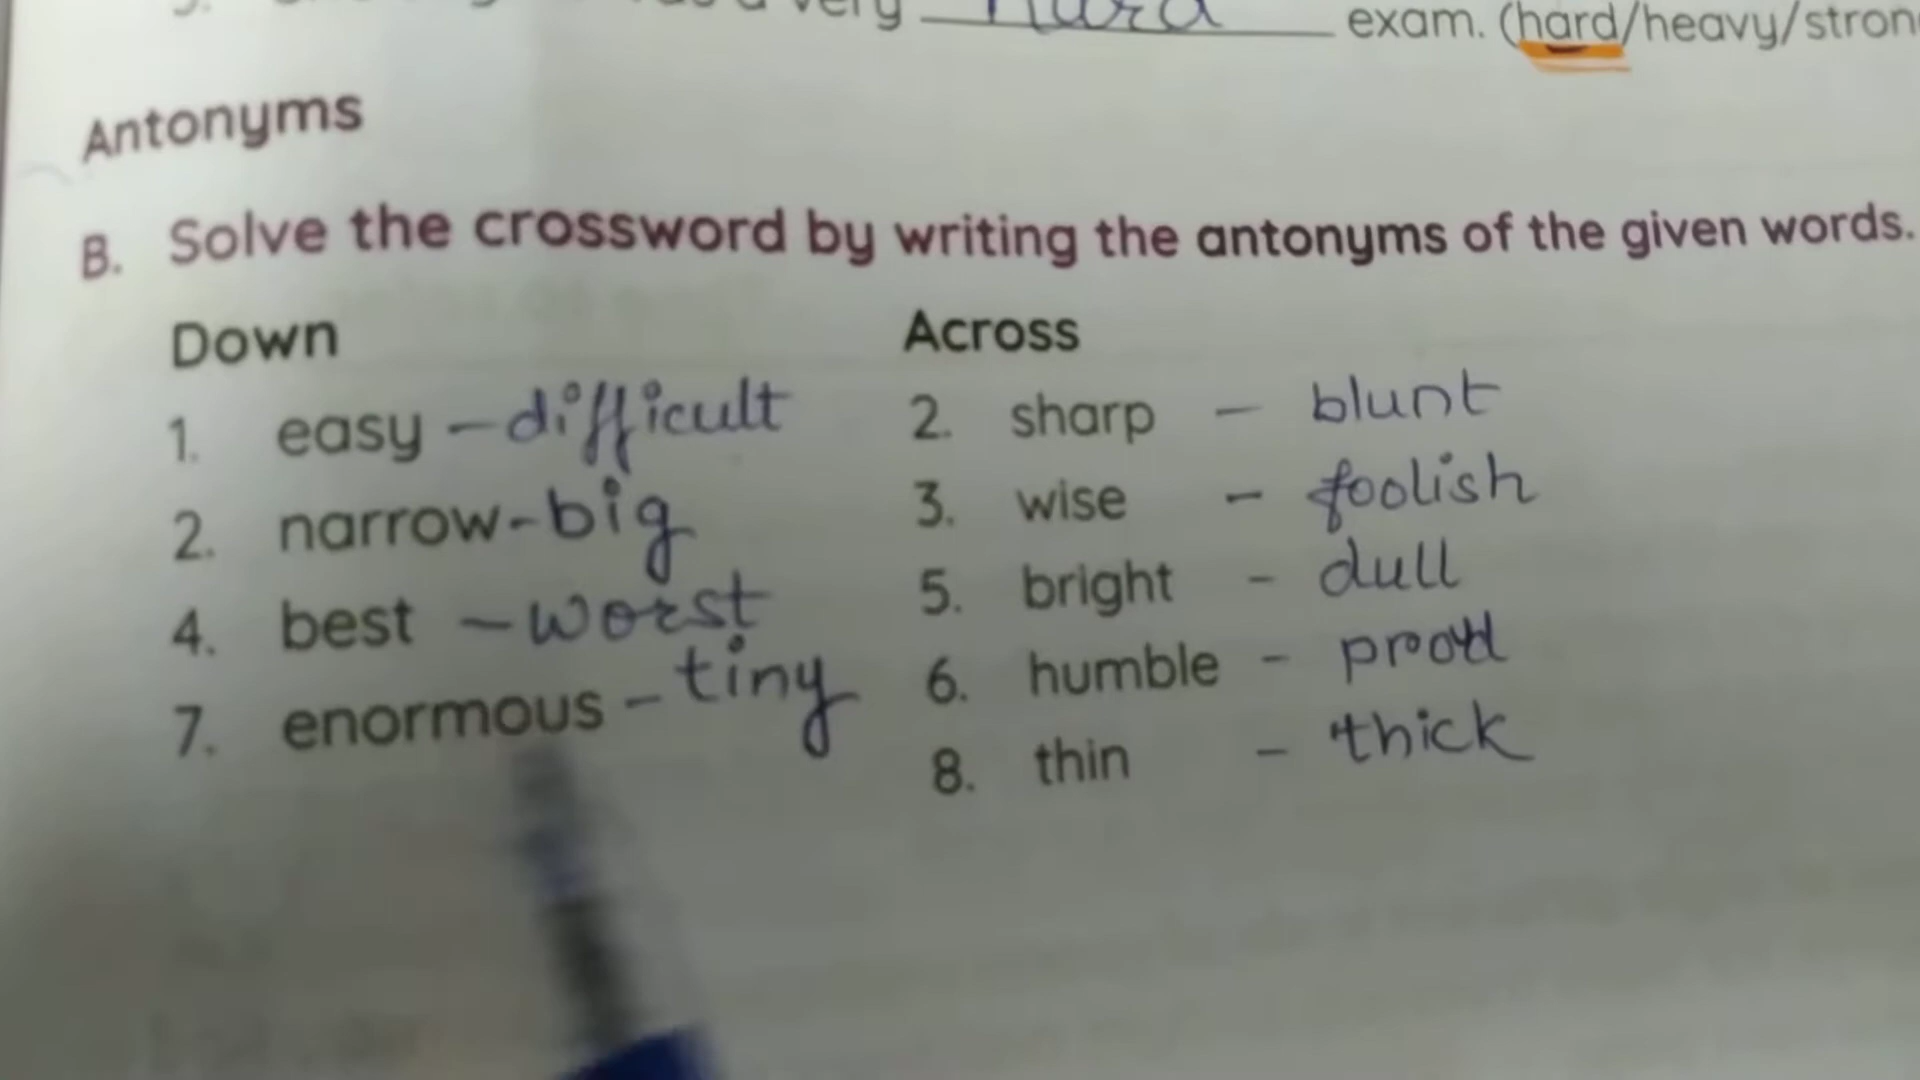 very hard exam. (hard/heavy/stron
Antonyms
B. Solve the crossword by writing the antonyms of the given words.
Down
1. easy – difficult
2. narrow - big
4. best – worst
7. enormous – tiny
Across
2. sharp – blunt
3. wise – foolish
5. bright – dull
6. humble – proud
8. thin – thick